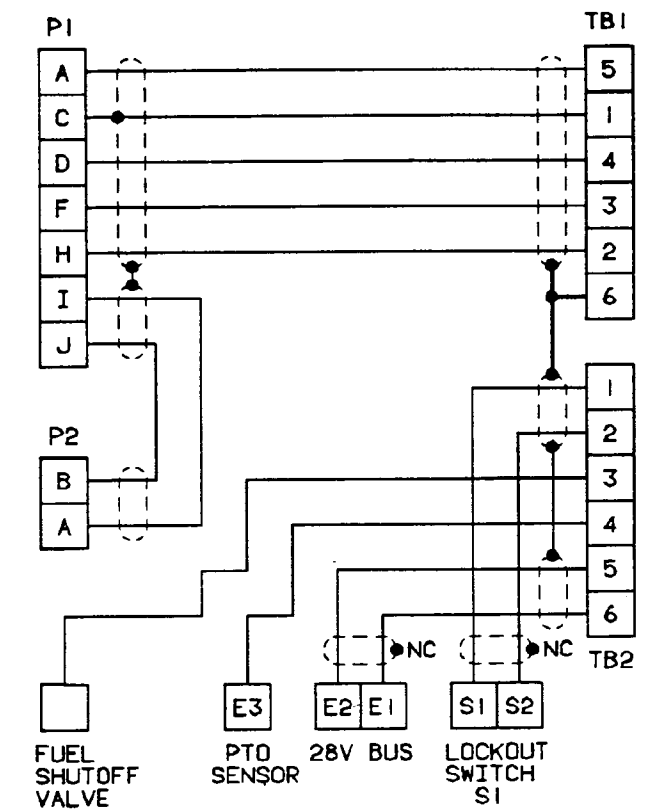 P1
TB1
A
5
C
1
D
4
F
3
H
2
I
6
J
1
P2
2
B
3
A
4
5
6
NC
NC
TB2
E3
E2
E1
S1
S2
FUEL
SHUTOFF
VALVE
PTO
SENSOR
28V BUS
LOCKOUT
SWITCH
S1